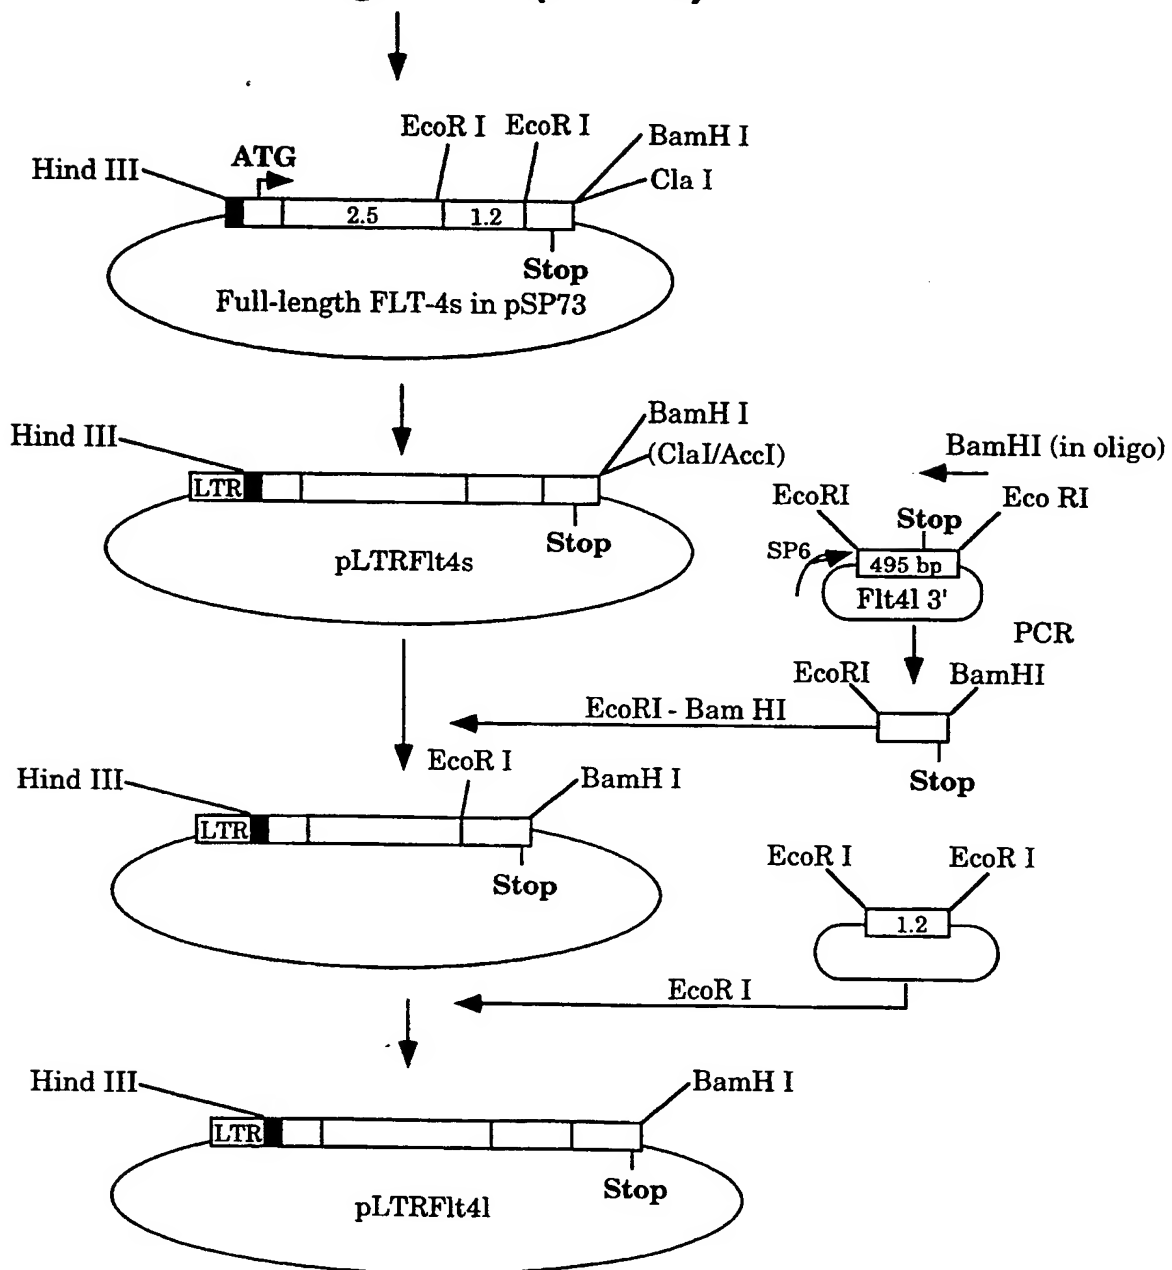 EcoR I EcoR I
BamH I
Hind III
ATG
Cla I
2.5
1.2
Stop
Full-length FLT-4s in pSP73
BamH I
Hind III
(ClaI/AccI)
LTR
Stop
pLTRFlt4s
BamHI (in oligo)
EcoRI
Eco RI
Stop
SP6
495 bp
Flt4l 3'
PCR
EcoRI
BamHI
EcoRI - Bam HI
Stop
EcoR I
Hind III
BamH I
LTR
Stop
EcoR I
EcoR I
1.2
EcoR I
Hind III
BamH I
LTR
Stop
pLTRFlt4l